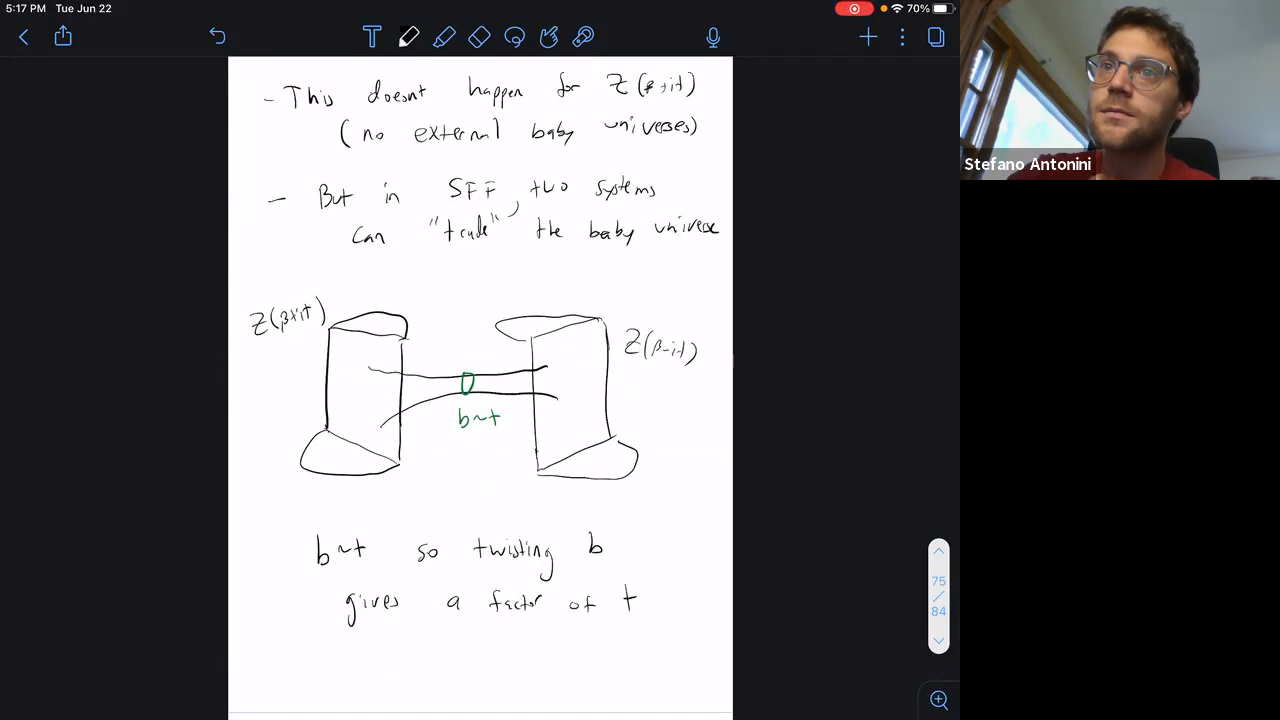 5:17 PM Tue Jun 22
70%
- This doesnt happen for Z(β+it)
(no external baby universes)
- But in SFF, two systems
can "trade" the baby universe
Z(β+it)
Z(β-it)
b~t
b~t so twisting b
gives a factor of t
75
/
84
Stefano Antonini